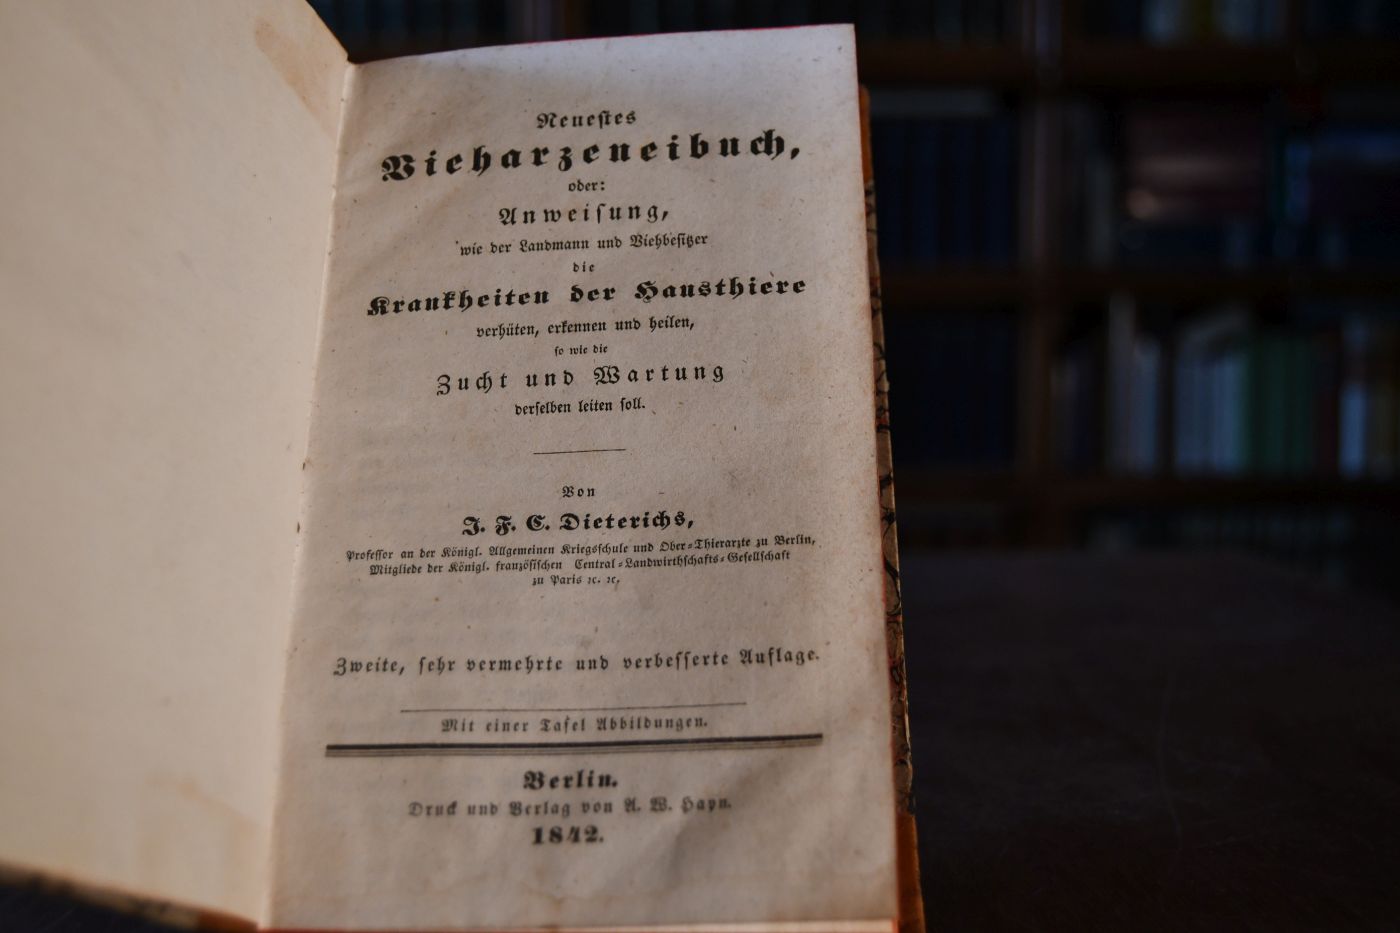 Neueſtes
Vieharzeneibuch,
oder:
Anweiſung,
wie der Landmann und Viehbeſitzer
die
Krankheiten der Hausthiere
verhüten, erkennen und heilen,
ſo wie die
Zucht und Wartung
derſelben leiten ſoll.
Von
J. F. C. Dieterichs,
Profeſſor an der Königl. Allgemeinen Kriegsſchule und Ober-Thierarzte zu Berlin,
Mitgliede der Königl. franzöſiſchen Central-Landwirthſchafts-Geſellſchaft
zu Paris ꝛc. ꝛc.
Zweite, ſehr vermehrte und verbeſſerte Auflage.
Mit einer Tafel Abbildungen.
Berlin.
Druck und Verlag von A. W. Hayn.
1842.